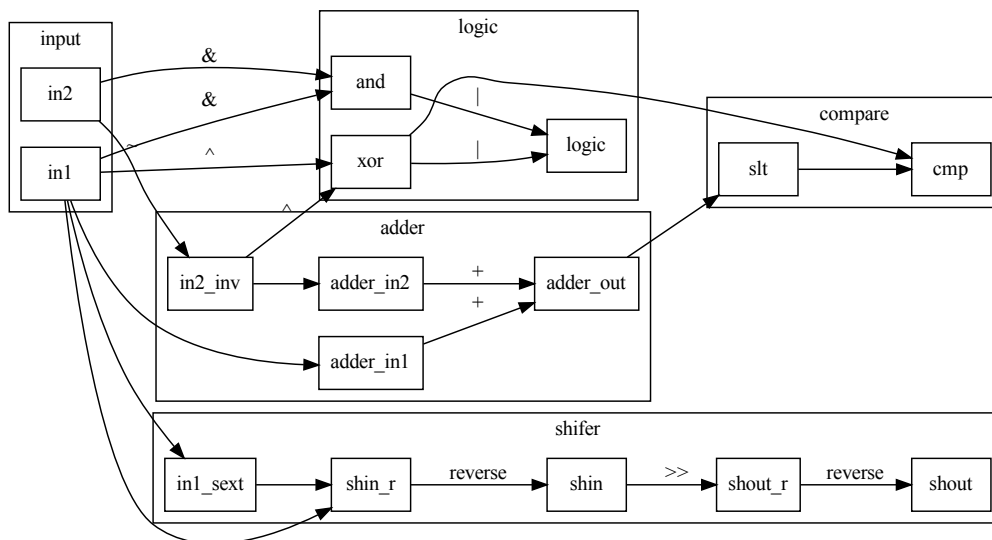 input
in2
in1
&
&
~
^
^
logic
and
xor
|
|
logic
compare
slt
cmp
adder
in2_inv
adder_in2
+
+
adder_out
adder_in1
shifer
in1_sext
shin_r
reverse
shin
>>
shout_r
reverse
shout